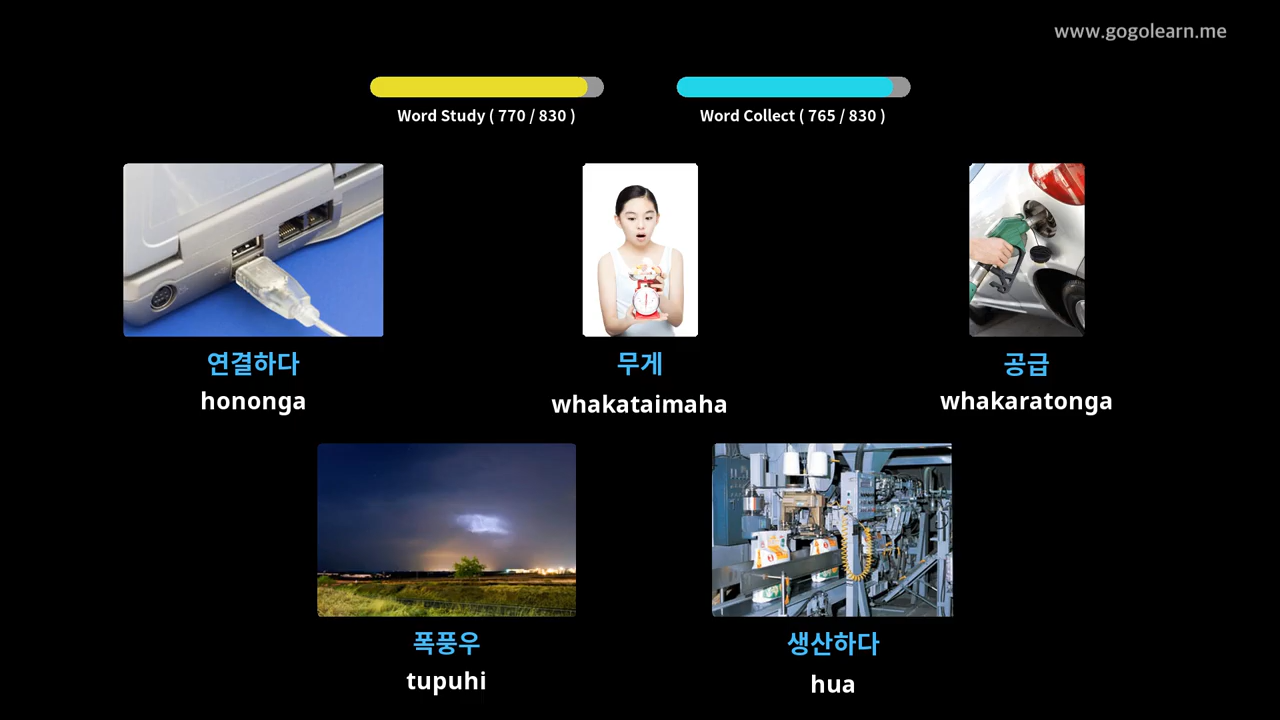 www.gogolearn.me
Word Study ( 770 / 830 )
Word Collect ( 765 / 830 )
연결하다
hononga
무게
whakataimaha
공급
whakaratonga
폭풍우
tupuhi
생산하다
hua